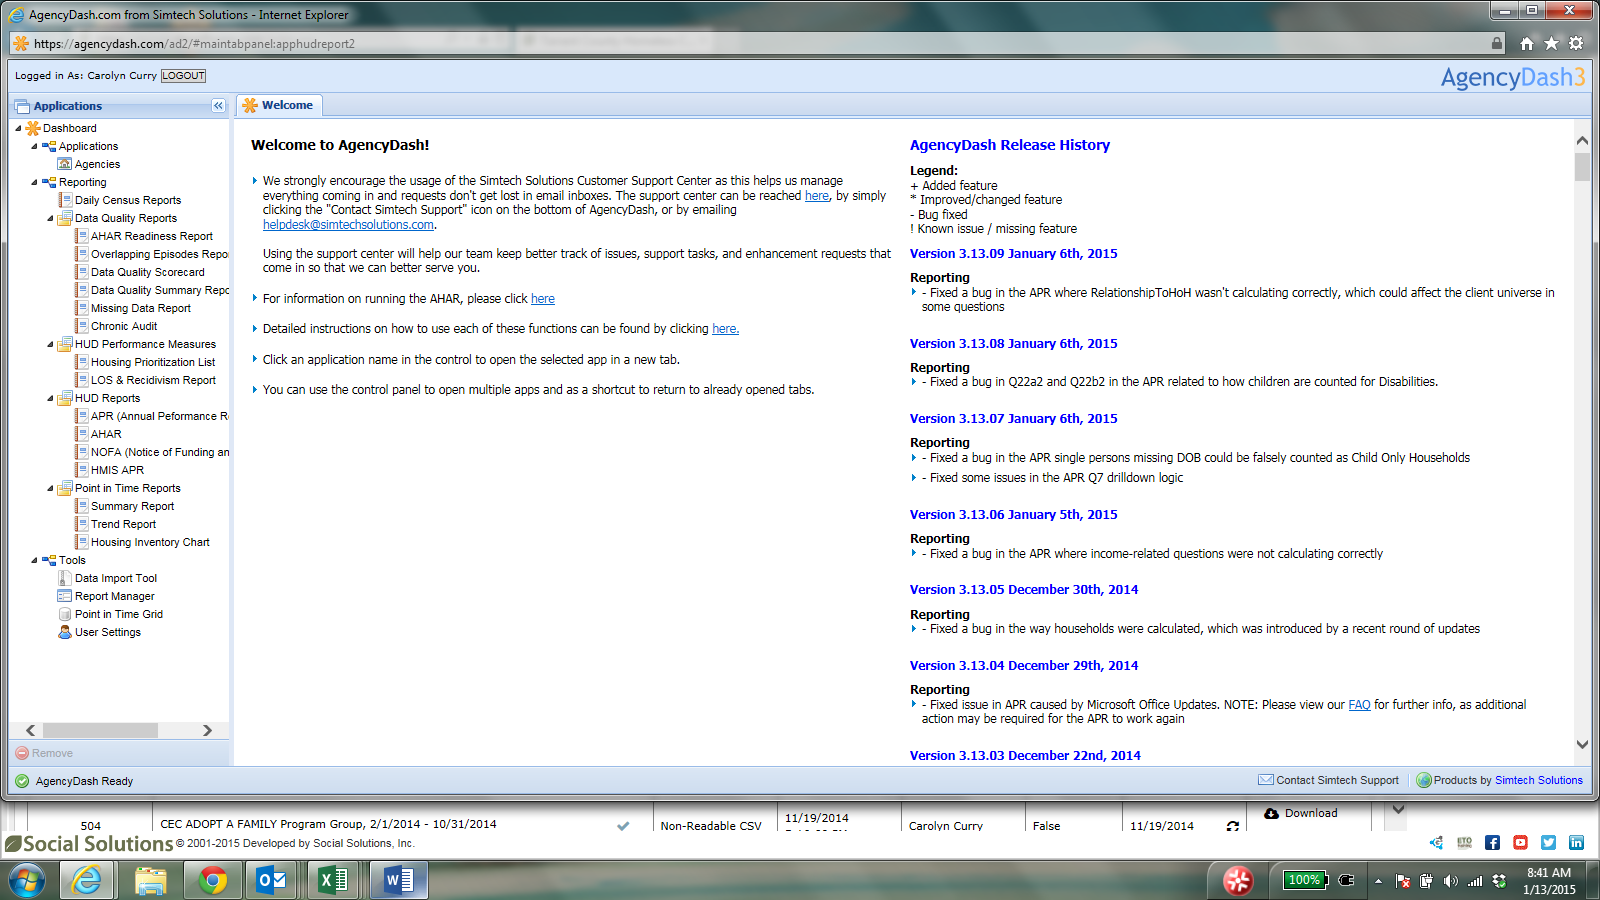 AgencyDash.com from Simtech Solutions - Internet Explorer
https://agencydash.com/ad2/#maintabpanel:apphudreport2
Logged in As: Carolyn Curry LOGOUT
AgencyDash3
Applications
Dashboard
Applications
Agencies
Reporting
Daily Census Reports
Data Quality Reports
AHAR Readiness Report
Overlapping Episodes Repo
Data Quality Scorecard
Data Quality Summary Repo
Missing Data Report
Chronic Audit
HUD Performance Measures
Housing Prioritization List
LOS & Recidivism Report
HUD Reports
APR (Annual Peformance R
AHAR
NOFA (Notice of Funding an
HMIS APR
Point in Time Reports
Summary Report
Trend Report
Housing Inventory Chart
Tools
Data Import Tool
Report Manager
Point in Time Grid
User Settings
Remove
Welcome
Welcome to AgencyDash!
We strongly encourage the usage of the Simtech Solutions Customer Support Center as this helps us manage
everything coming in and requests don't get lost in email inboxes. The support center can be reached here, by simply
clicking the "Contact Simtech Support" icon on the bottom of AgencyDash, or by emailing
helpdesk@simtechsolutions.com.
Using the support center will help our team keep better track of issues, support tasks, and enhancement requests that
come in so that we can better serve you.
For information on running the AHAR, please click here
Detailed instructions on how to use each of these functions can be found by clicking here.
Click an application name in the control to open the selected app in a new tab.
You can use the control panel to open multiple apps and as a shortcut to return to already opened tabs.
AgencyDash Release History
Legend:
+ Added feature
* Improved/changed feature
- Bug fixed
! Known issue / missing feature
Version 3.13.09 January 6th, 2015
Reporting
- Fixed a bug in the APR where RelationshipToHoH wasn't calculating correctly, which could affect the client universe in
some questions
Version 3.13.08 January 6th, 2015
Reporting
- Fixed a bug in Q22a2 and Q22b2 in the APR related to how children are counted for Disabilities.
Version 3.13.07 January 6th, 2015
Reporting
- Fixed a bug in the APR single persons missing DOB could be falsely counted as Child Only Households
- Fixed some issues in the APR Q7 drilldown logic
Version 3.13.06 January 5th, 2015
Reporting
- Fixed a bug in the APR where income-related questions were not calculating correctly
Version 3.13.05 December 30th, 2014
Reporting
- Fixed a bug in the way households were calculated, which was introduced by a recent round of updates
Version 3.13.04 December 29th, 2014
Reporting
- Fixed issue in APR caused by Microsoft Office Updates. NOTE: Please view our FAQ for further info, as additional
action may be required for the APR to work again
Version 3.13.03 December 22nd, 2014
AgencyDash Ready
Contact Simtech Support
Products by Simtech Solutions
504 CEC ADOPT A FAMILY Program Group, 2/1/2014 - 10/31/2014 Non-Readable CSV 11/19/2014 Carolyn Curry False 11/19/2014 Download
Social Solutions © 2001-2015 Developed by Social Solutions, Inc.
ETO
100%
8:41 AM
1/13/2015